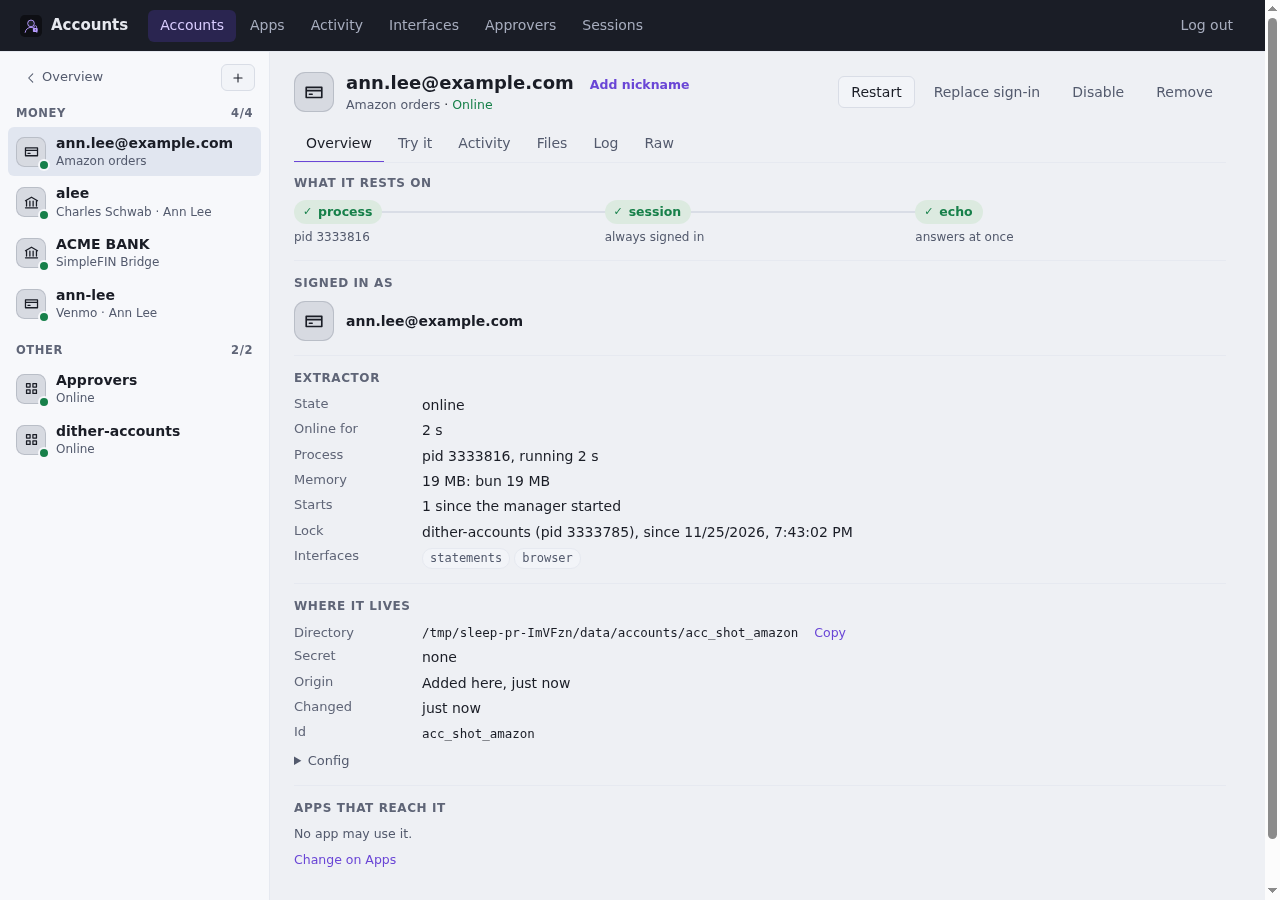 Accounts
Accounts
Apps
Activity
Interfaces
Approvers
Sessions
Log out
Overview
+
MONEY 4/4
ann.lee@example.com
Amazon orders
alee
Charles Schwab · Ann Lee
ACME BANK
SimpleFIN Bridge
ann-lee
Venmo · Ann Lee
OTHER 2/2
Approvers
Online
dither-accounts
Online
ann.lee@example.com Add nickname
Amazon orders · Online
Restart
Replace sign-in
Disable
Remove
Overview
Try it
Activity
Files
Log
Raw
WHAT IT RESTS ON
✓ process
✓ session
✓ echo
pid 3333816
always signed in
answers at once
SIGNED IN AS
ann.lee@example.com
EXTRACTOR
State online
Online for 2 s
Process pid 3333816, running 2 s
Memory 19 MB: bun 19 MB
Starts 1 since the manager started
Lock dither-accounts (pid 3333785), since 11/25/2026, 7:43:02 PM
Interfaces statements browser
WHERE IT LIVES
Directory /tmp/sleep-pr-ImVFzn/data/accounts/acc_shot_amazon Copy
Secret none
Origin Added here, just now
Changed just now
Id acc_shot_amazon
Config
APPS THAT REACH IT
No app may use it.
Change on Apps